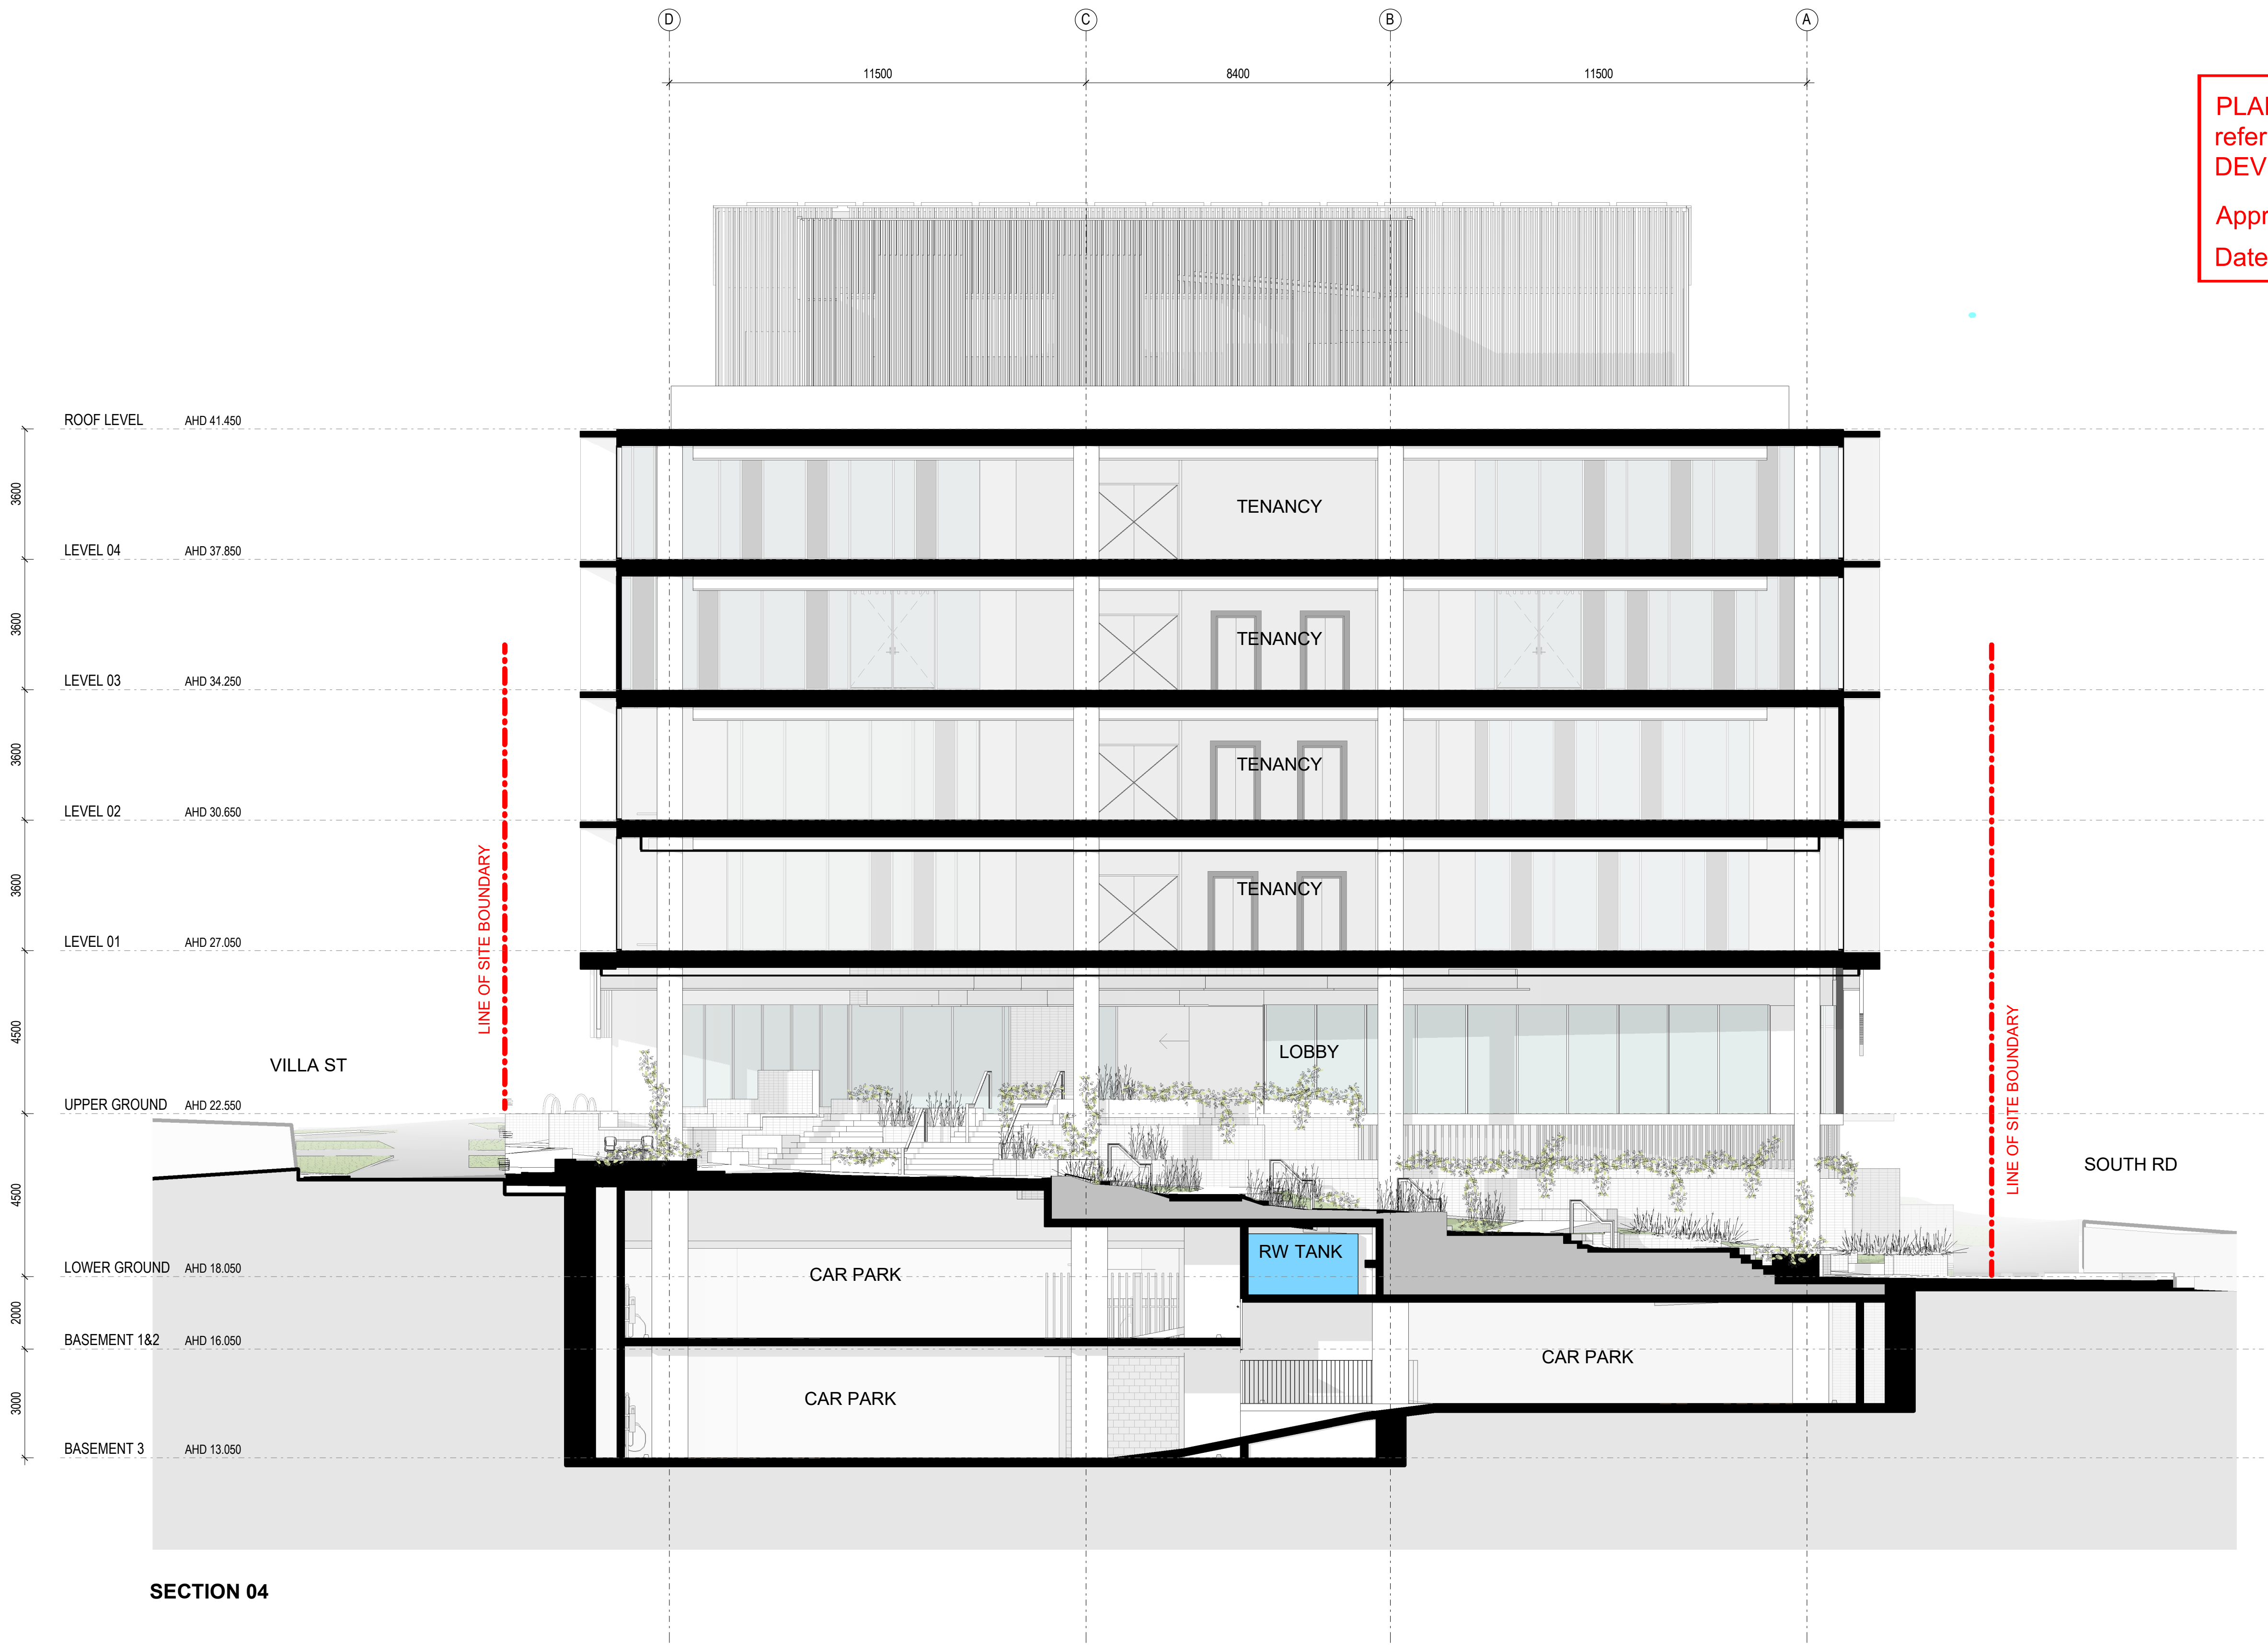 D
C
B
A
11500
8400
11500
PLA
refer
DEV
Appr
Date
ROOF LEVEL AHD 41.450
3600
TENANCY
LEVEL 04 AHD 37.850
3600
TENANCY
LEVEL 03 AHD 34.250
3600
TENANCY
LEVEL 02 AHD 30.650
3600
TENANCY
LEVEL 01 AHD 27.050
LINE OF SITE BOUNDARY
4500
VILLA ST
LOBBY
LINE OF SITE BOUNDARY
UPPER GROUND AHD 22.550
SOUTH RD
4500
RW TANK
LOWER GROUND AHD 18.050
CAR PARK
2000
BASEMENT 1&2 AHD 16.050
CAR PARK
3000
CAR PARK
BASEMENT 3 AHD 13.050
SECTION 04